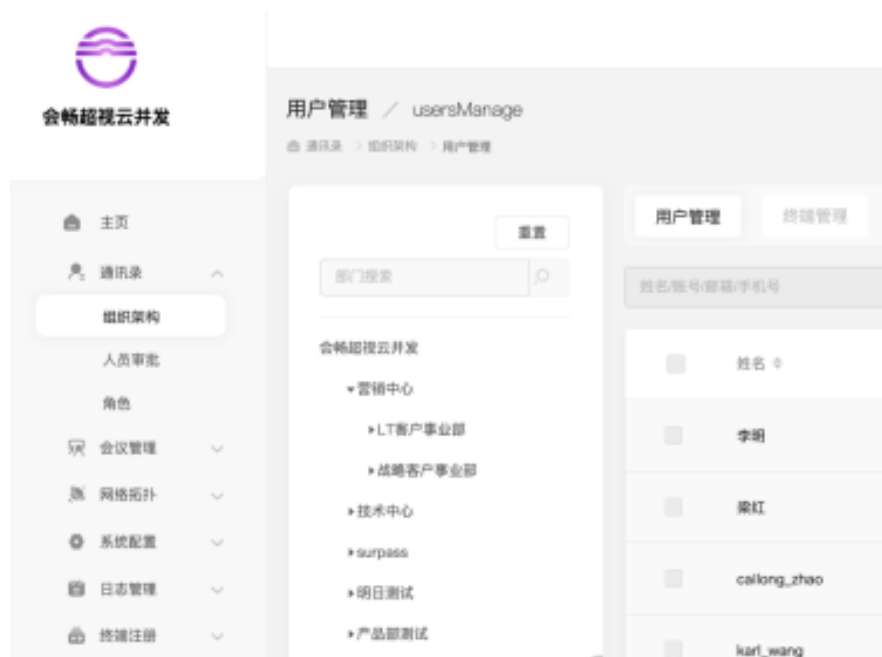 会畅超视云并发
主页
通讯录
组织架构
人员审批
角色
会议管理
网络拓扑
系统配置
日志管理
终端注册
用户管理 / usersManage
通讯录 > 组织架构 > 用户管理
重置
部门搜索
会畅超视云并发
营销中心
LT客户事业部
战略客户事业部
技术中心
surpass
明日测试
产品部测试
用户管理 终端管理
姓名/账号/邮箱/手机号
姓名
李明
梁红
cailong_zhao
karl_wang